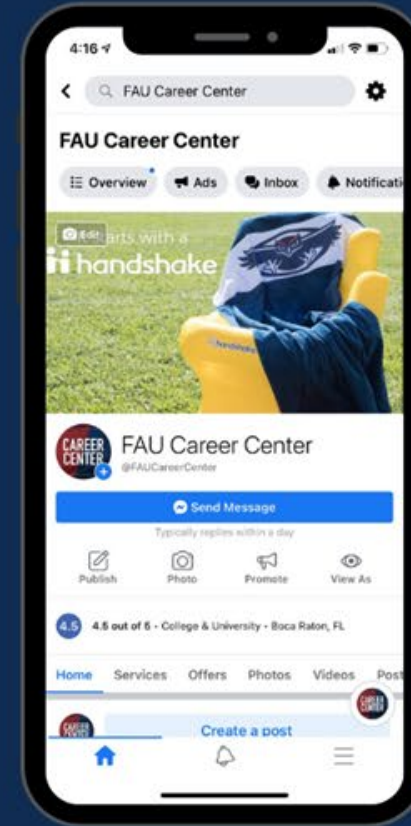 4:16
FAU Career Center
FAU Career Center
Overview Ads Inbox Notificati
Edit arts with a
handshake
handshake
CAREER
CENTER
FAU Career Center
@FAUCareerCenter
Send Message
Typically replies within a day
Publish Photo Promote View As
4.5 4.5 out of 5 · College & University · Boca Raton, FL
Home Services Offers Photos Videos Post
CAREER
CENTER
CAREER
CENTER
Create a post